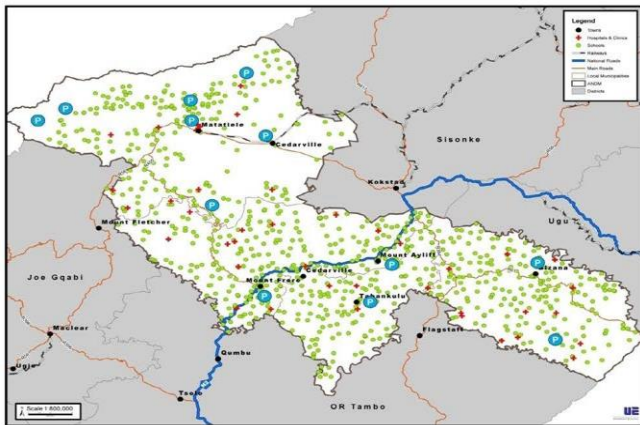 Legend
Towns
Hospitals & Clinics
Schools
Railways
National Roads
Main Roads
Local Municipalities
ANDM
Districts
P
P
P
P
P
Matatiele
P
Cedarville
Sisonke
Kokstad
Ugu
P
Mount Fletcher
Mount Ayliff
P
P
Cedarville
Joe Gqabi
Mount Frere
P
P
P
Maclear
Flagstaff
Qumbu
Ugie
Tsolo
OR Tambo
Scale 1:800,000
UE